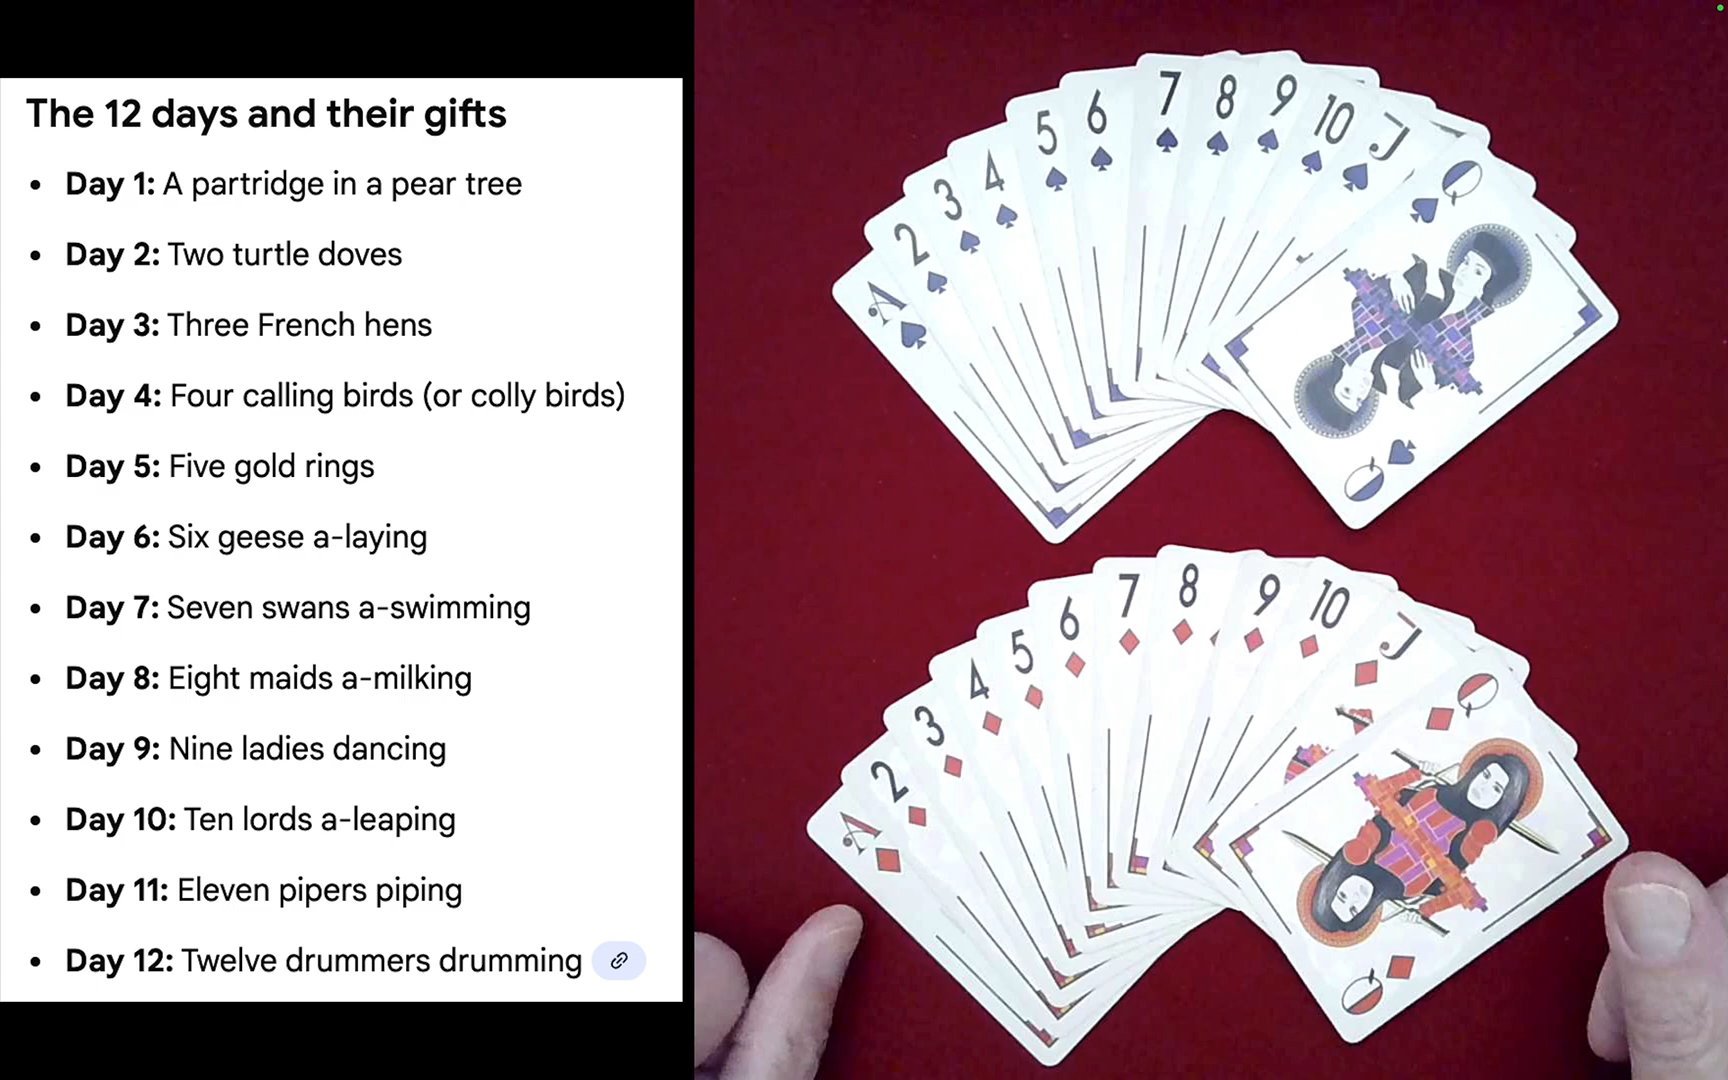 The 12 days and their gifts
• Day 1: A partridge in a pear tree
• Day 2: Two turtle doves
• Day 3: Three French hens
• Day 4: Four calling birds (or colly birds)
• Day 5: Five gold rings
• Day 6: Six geese a-laying
• Day 7: Seven swans a-swimming
• Day 8: Eight maids a-milking
• Day 9: Nine ladies dancing
• Day 10: Ten lords a-leaping
• Day 11: Eleven pipers piping
• Day 12: Twelve drummers drumming
A 2 3 4 5 6 7 8 9 10 J Q
Q
A 2 3 4 5 6 7 8 9 10 J Q
Q